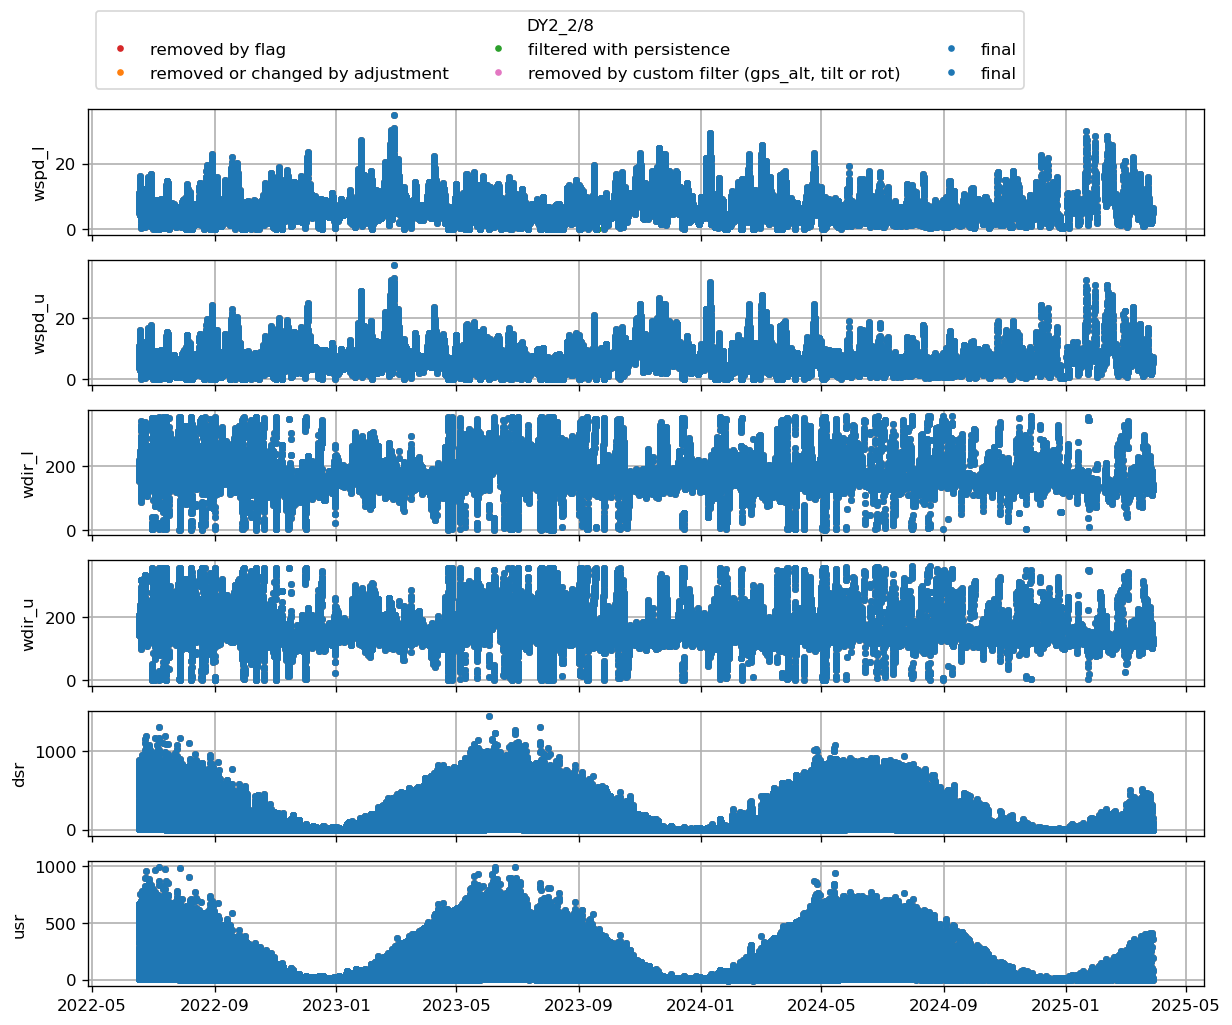 DY2_2/8
removed by flag
filtered with persistence
final
removed or changed by adjustment
removed by custom filter (gps_alt, tilt or rot)
final
20
0
wspd_l
20
0
wspd_u
200
0
wdir_l
200
0
wdir_u
1000
0
dsr
1000
500
0
usr
2022-05 2022-09 2023-01 2023-05 2023-09 2024-01 2024-05 2024-09 2025-01 2025-05